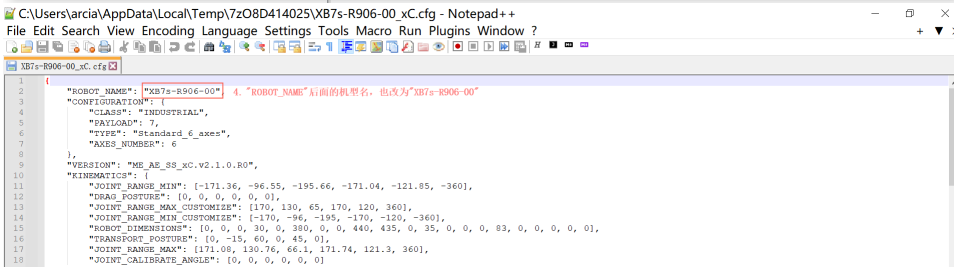 C:\Users\arcia\AppData\Local\Temp\7zO8D414025\XB7s-R906-00_xC.cfg - Notepad++
File Edit Search View Encoding Language Settings Tools Macro Run Plugins Window ?
XB7s-R906-00_xC.cfg
1 {
2 "ROBOT_NAME": "XB7s-R906-00", 4. "ROBOT_NAME"后面的机型名，也改为"XB7s-R906-00"
3 "CONFIGURATION": {
4 "CLASS": "INDUSTRIAL",
5 "PAYLOAD": 7,
6 "TYPE": "Standard_6_axes",
7 "AXES_NUMBER": 6
8 },
9 "VERSION": "ME_AE_SS_xC.v2.1.0.R0",
10 "KINEMATICS": {
11 "JOINT_RANGE_MIN": [-171.36, -96.55, -195.66, -171.04, -121.85, -360],
12 "DRAG_POSTURE": [0, 0, 0, 0, 0, 0],
13 "JOINT_RANGE_MAX_CUSTOMIZE": [170, 130, 65, 170, 120, 360],
14 "JOINT_RANGE_MIN_CUSTOMIZE": [-170, -96, -195, -170, -120, -360],
15 "ROBOT_DIMENSIONS": [0, 0, 0, 30, 0, 380, 0, 0, 440, 435, 0, 35, 0, 0, 0, 83, 0, 0, 0, 0, 0],
16 "TRANSPORT_POSTURE": [0, -15, 60, 0, 45, 0],
17 "JOINT_RANGE_MAX": [171.08, 130.76, 66.1, 171.74, 121.3, 360],
18 "JOINT_CALIBRATE_ANGLE": [0, 0, 0, 0, 0, 0]